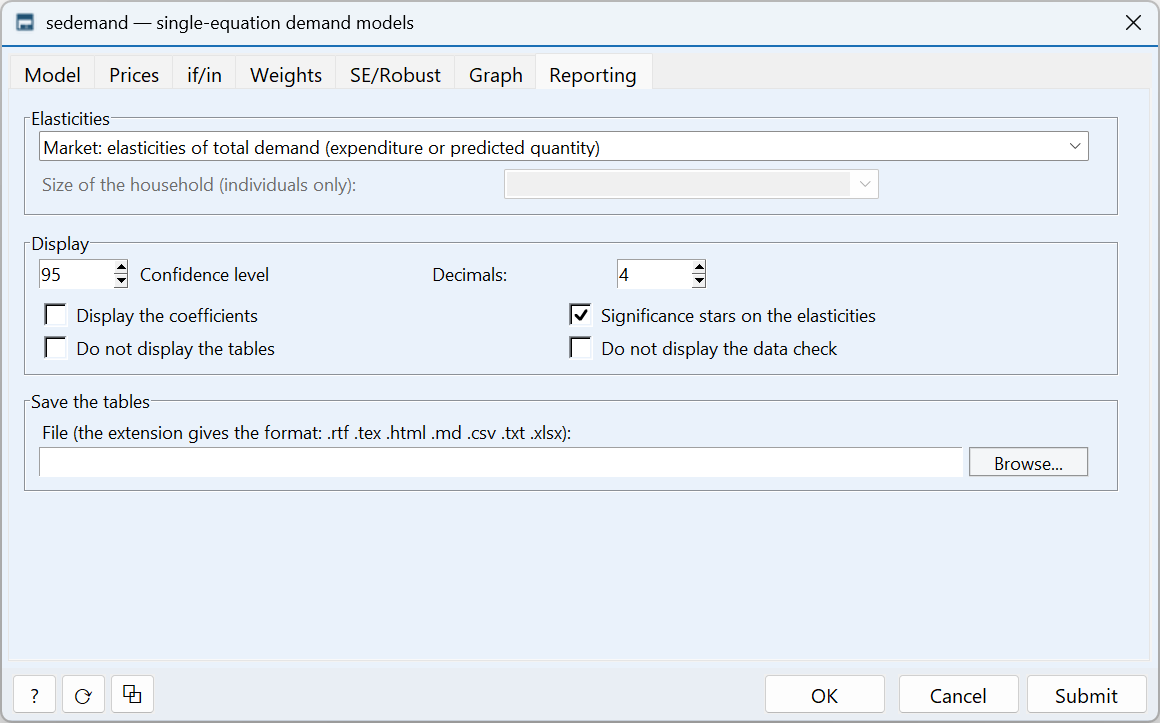 sedemand — single-equation demand models
Model Prices if/in Weights SE/Robust Graph Reporting
Elasticities
Market: elasticities of total demand (expenditure or predicted quantity)
Size of the household (individuals only):
Display
95 Confidence level Decimals: 4
Display the coefficients Significance stars on the elasticities
Do not display the tables Do not display the data check
Save the tables
File (the extension gives the format: .rtf .tex .html .md .csv .txt .xlsx):
Browse...
? OK Cancel Submit